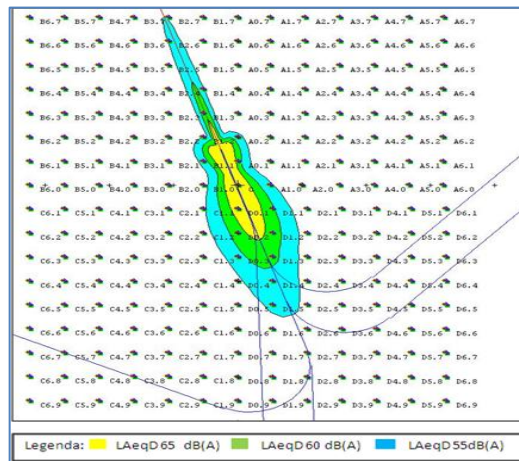 B6.7 B5.7 B4.7 B3.7 B2.7 B1.7 A0.7 A1.7 A2.7 A3.7 A4.7 A5.7 A6.7
B6.6 B5.6 B4.6 B3.6 B2.6 B1.6 A0.6 A1.6 A2.6 A3.6 A4.6 A5.6 A6.6
B6.5 B5.5 B4.5 B3.5 B2.5 B1.5 A0.5 A1.5 A2.5 A3.5 A4.5 A5.5 A6.5
B6.4 B5.4 B4.4 B3.4 B2.4 B1.4 A0.4 A1.4 A2.4 A3.4 A4.4 A5.4 A6.4
B6.3 B5.3 B4.3 B3.3 B2.3 B1.3 A0.3 A1.3 A2.3 A3.3 A4.3 A5.3 A6.3
B6.2 B5.2 B4.2 B3.2 B2.2 A0.2 A1.2 A2.2 A3.2 A4.2 A5.2 A6.2
B6.1 B5.1 B4.1 B3.1 B2.1 B1.1 A0.1 A1.1 A2.1 A3.1 A4.1 A5.1 A6.1
B6.0 B5.0 B4.0 B3.0 B2.0 B1.0 A1.0 A2.0 A3.0 A4.0 A5.0 A6.0
C6.1 C5.1 C4.1 C3.1 C2.1 C1.1 D0.1 D1.1 D2.1 D3.1 D4.1 D5.1 D6.1
C6.2 C5.2 C4.2 C3.2 C2.2 C1.2 D0.2 D1.2 D2.2 D3.2 D4.2 D5.2 D6.2
C6.3 C5.3 C4.3 C3.3 C2.3 C1.3 D0.3 D1.3 D2.3 D3.3 D4.3 D5.3 D6.3
C6.4 C5.4 C4.4 C3.4 C2.4 C1.4 D0.4 D1.4 D2.4 D3.4 D4.4 D5.4 D6.4
C6.5 C5.5 C4.5 C3.5 C2.5 C1.5 D0.5 D1.5 D2.5 D3.5 D4.5 D5.5 D6.5
C6.6 C5.6 C4.6 C3.6 C2.6 C1.6 D0.6 D1.6 D2.6 D3.6 D4.6 D5.6 D6.6
C6.7 C5.7 C4.7 C3.7 C2.7 C1.7 D0.7 D1.7 D2.7 D3.7 D4.7 D5.7 D6.7
C6.8 C5.8 C4.8 C3.8 C2.8 C1.8 D0.8 D1.8 D2.8 D3.8 D4.8 D5.8 D6.8
C6.9 C5.9 C4.9 C3.9 C2.9 C1.9 D0.9 D1.9 D2.9 D3.9 D4.9 D5.9 D6.9
Legenda: LAeqD65 dB(A) LAeqD60 dB(A) LAeqD55dB(A)